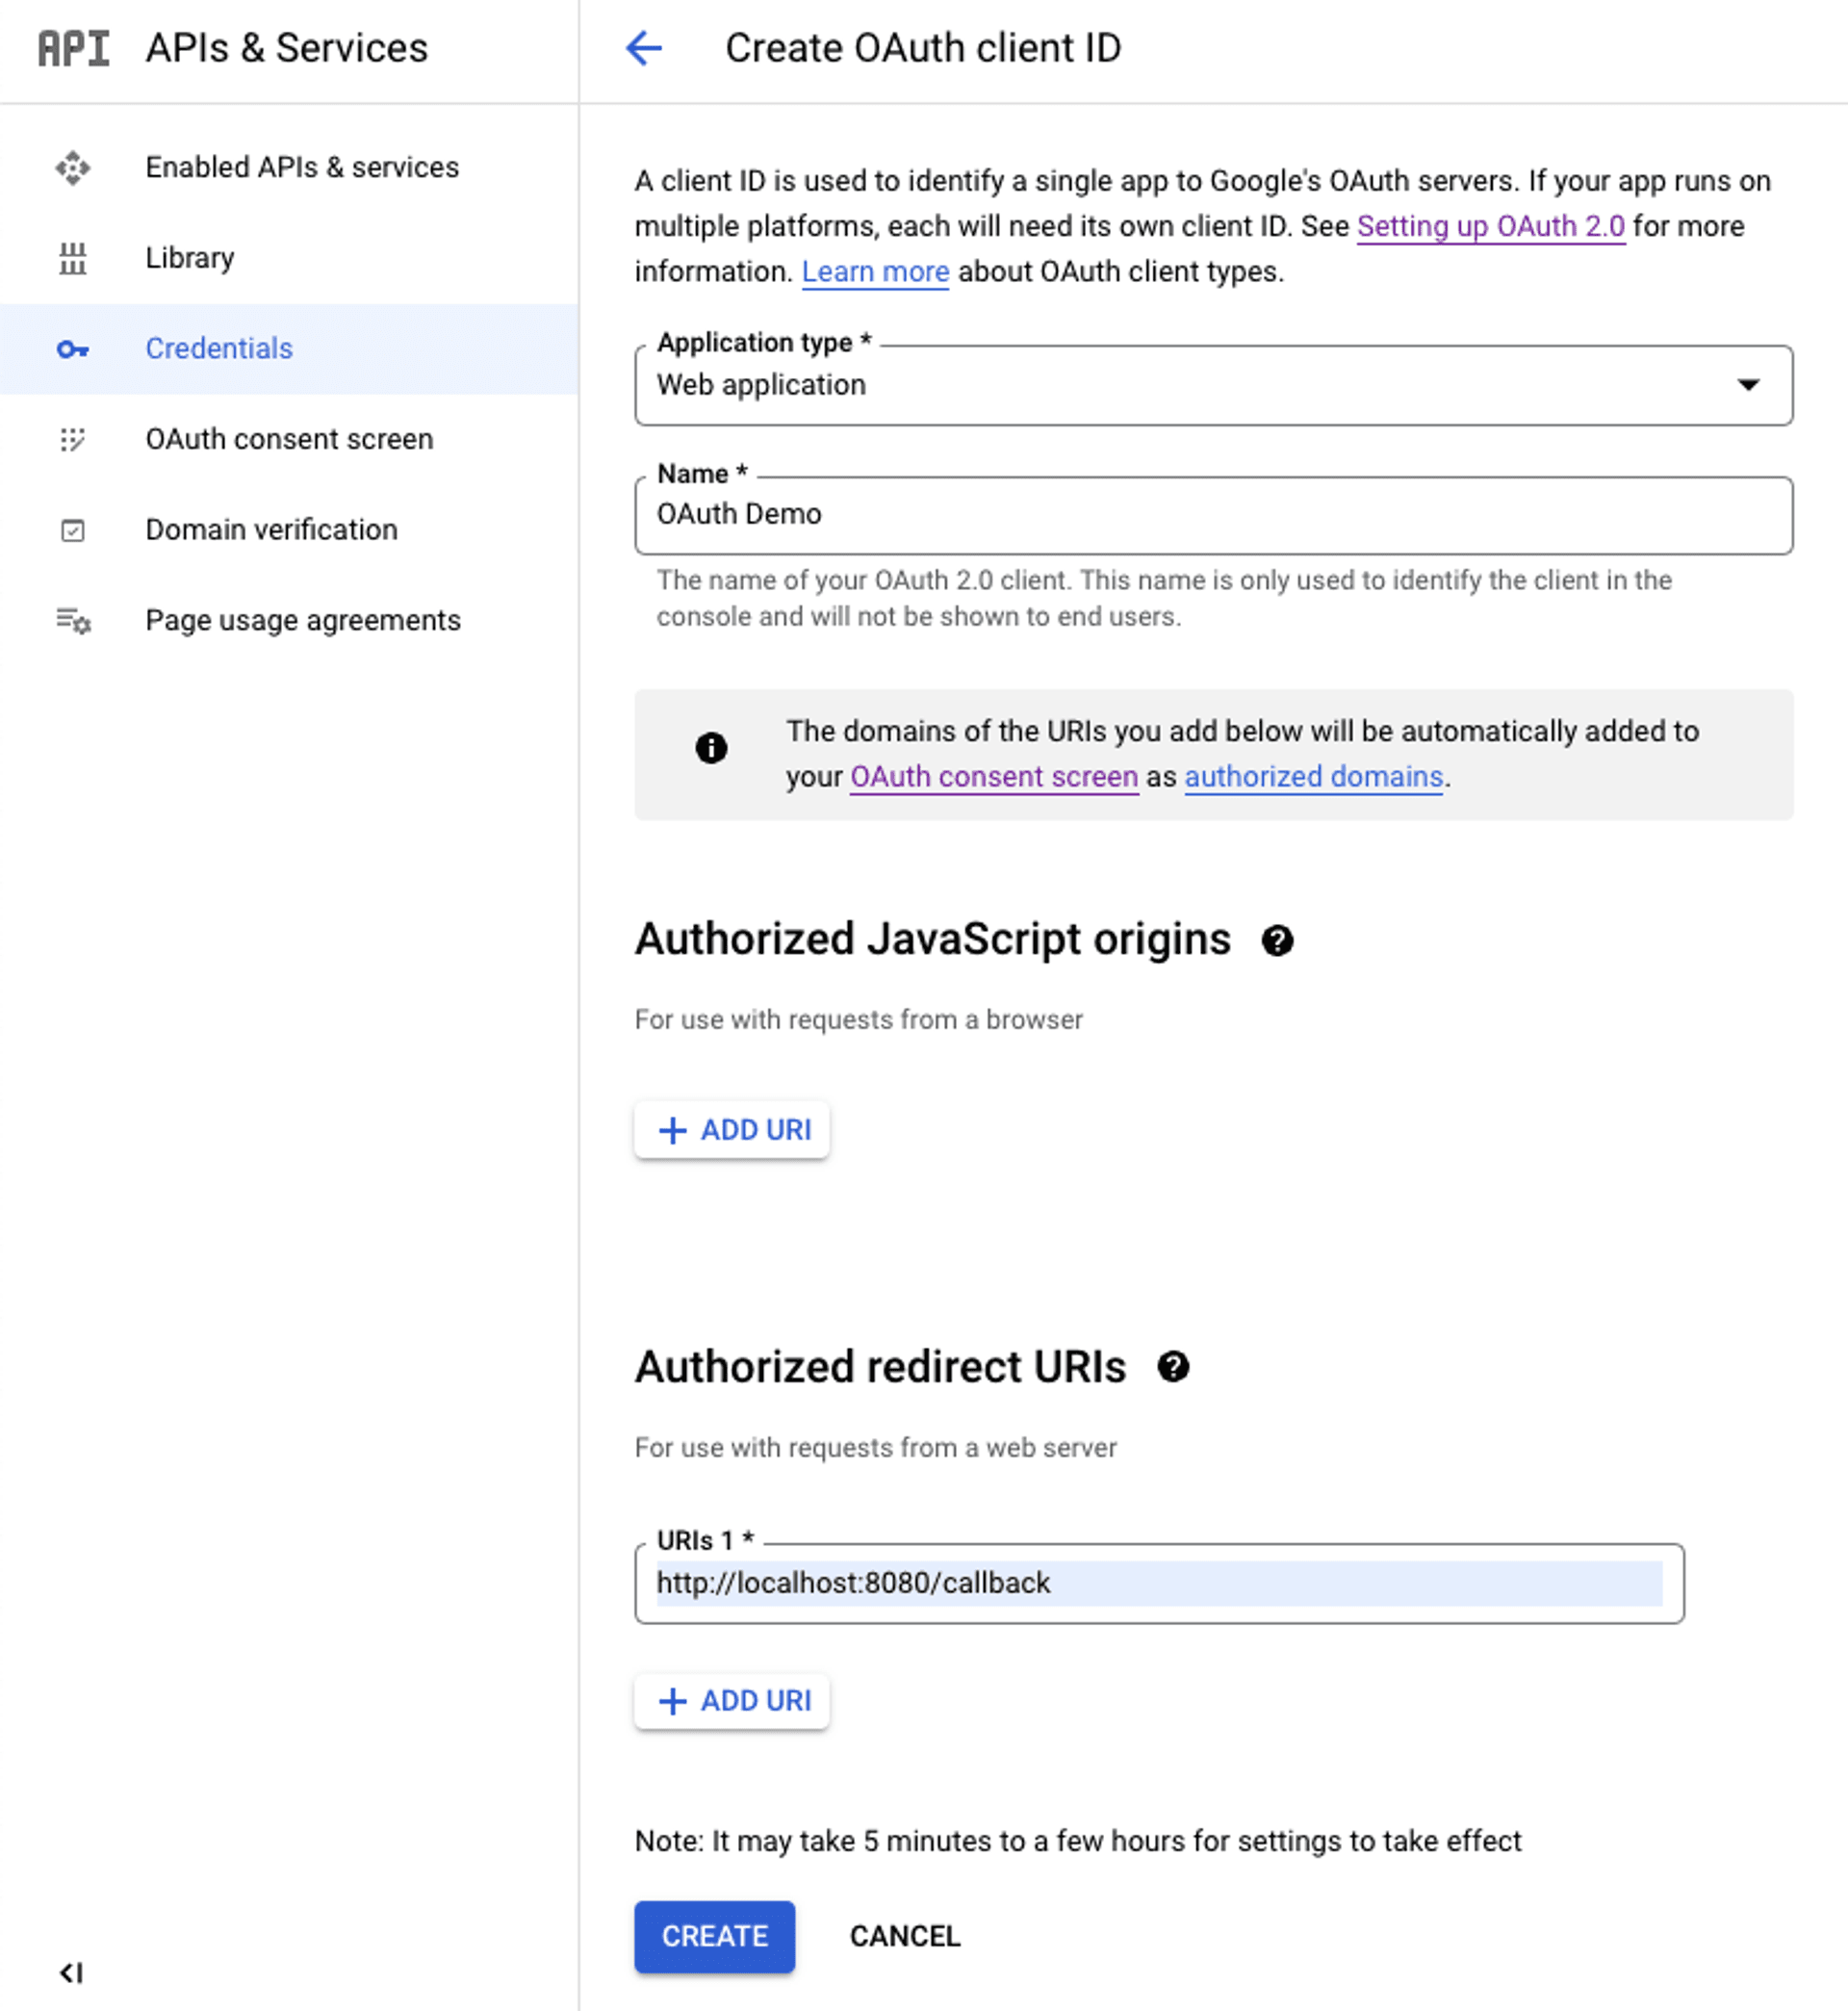 API APIs & Services
Enabled APIs & services
Library
Credentials
OAuth consent screen
Domain verification
Page usage agreements
Create OAuth client ID
A client ID is used to identify a single app to Google's OAuth servers. If your app runs on
multiple platforms, each will need its own client ID. See Setting up OAuth 2.0 for more
information. Learn more about OAuth client types.
Application type *
Web application
Name *
OAuth Demo
The name of your OAuth 2.0 client. This name is only used to identify the client in the
console and will not be shown to end users.
The domains of the URIs you add below will be automatically added to
your OAuth consent screen as authorized domains.
Authorized JavaScript origins
For use with requests from a browser
ADD URI
Authorized redirect URIs
For use with requests from a web server
URIs 1 *
http://localhost:8080/callback
ADD URI
Note: It may take 5 minutes to a few hours for settings to take effect
CREATE CANCEL